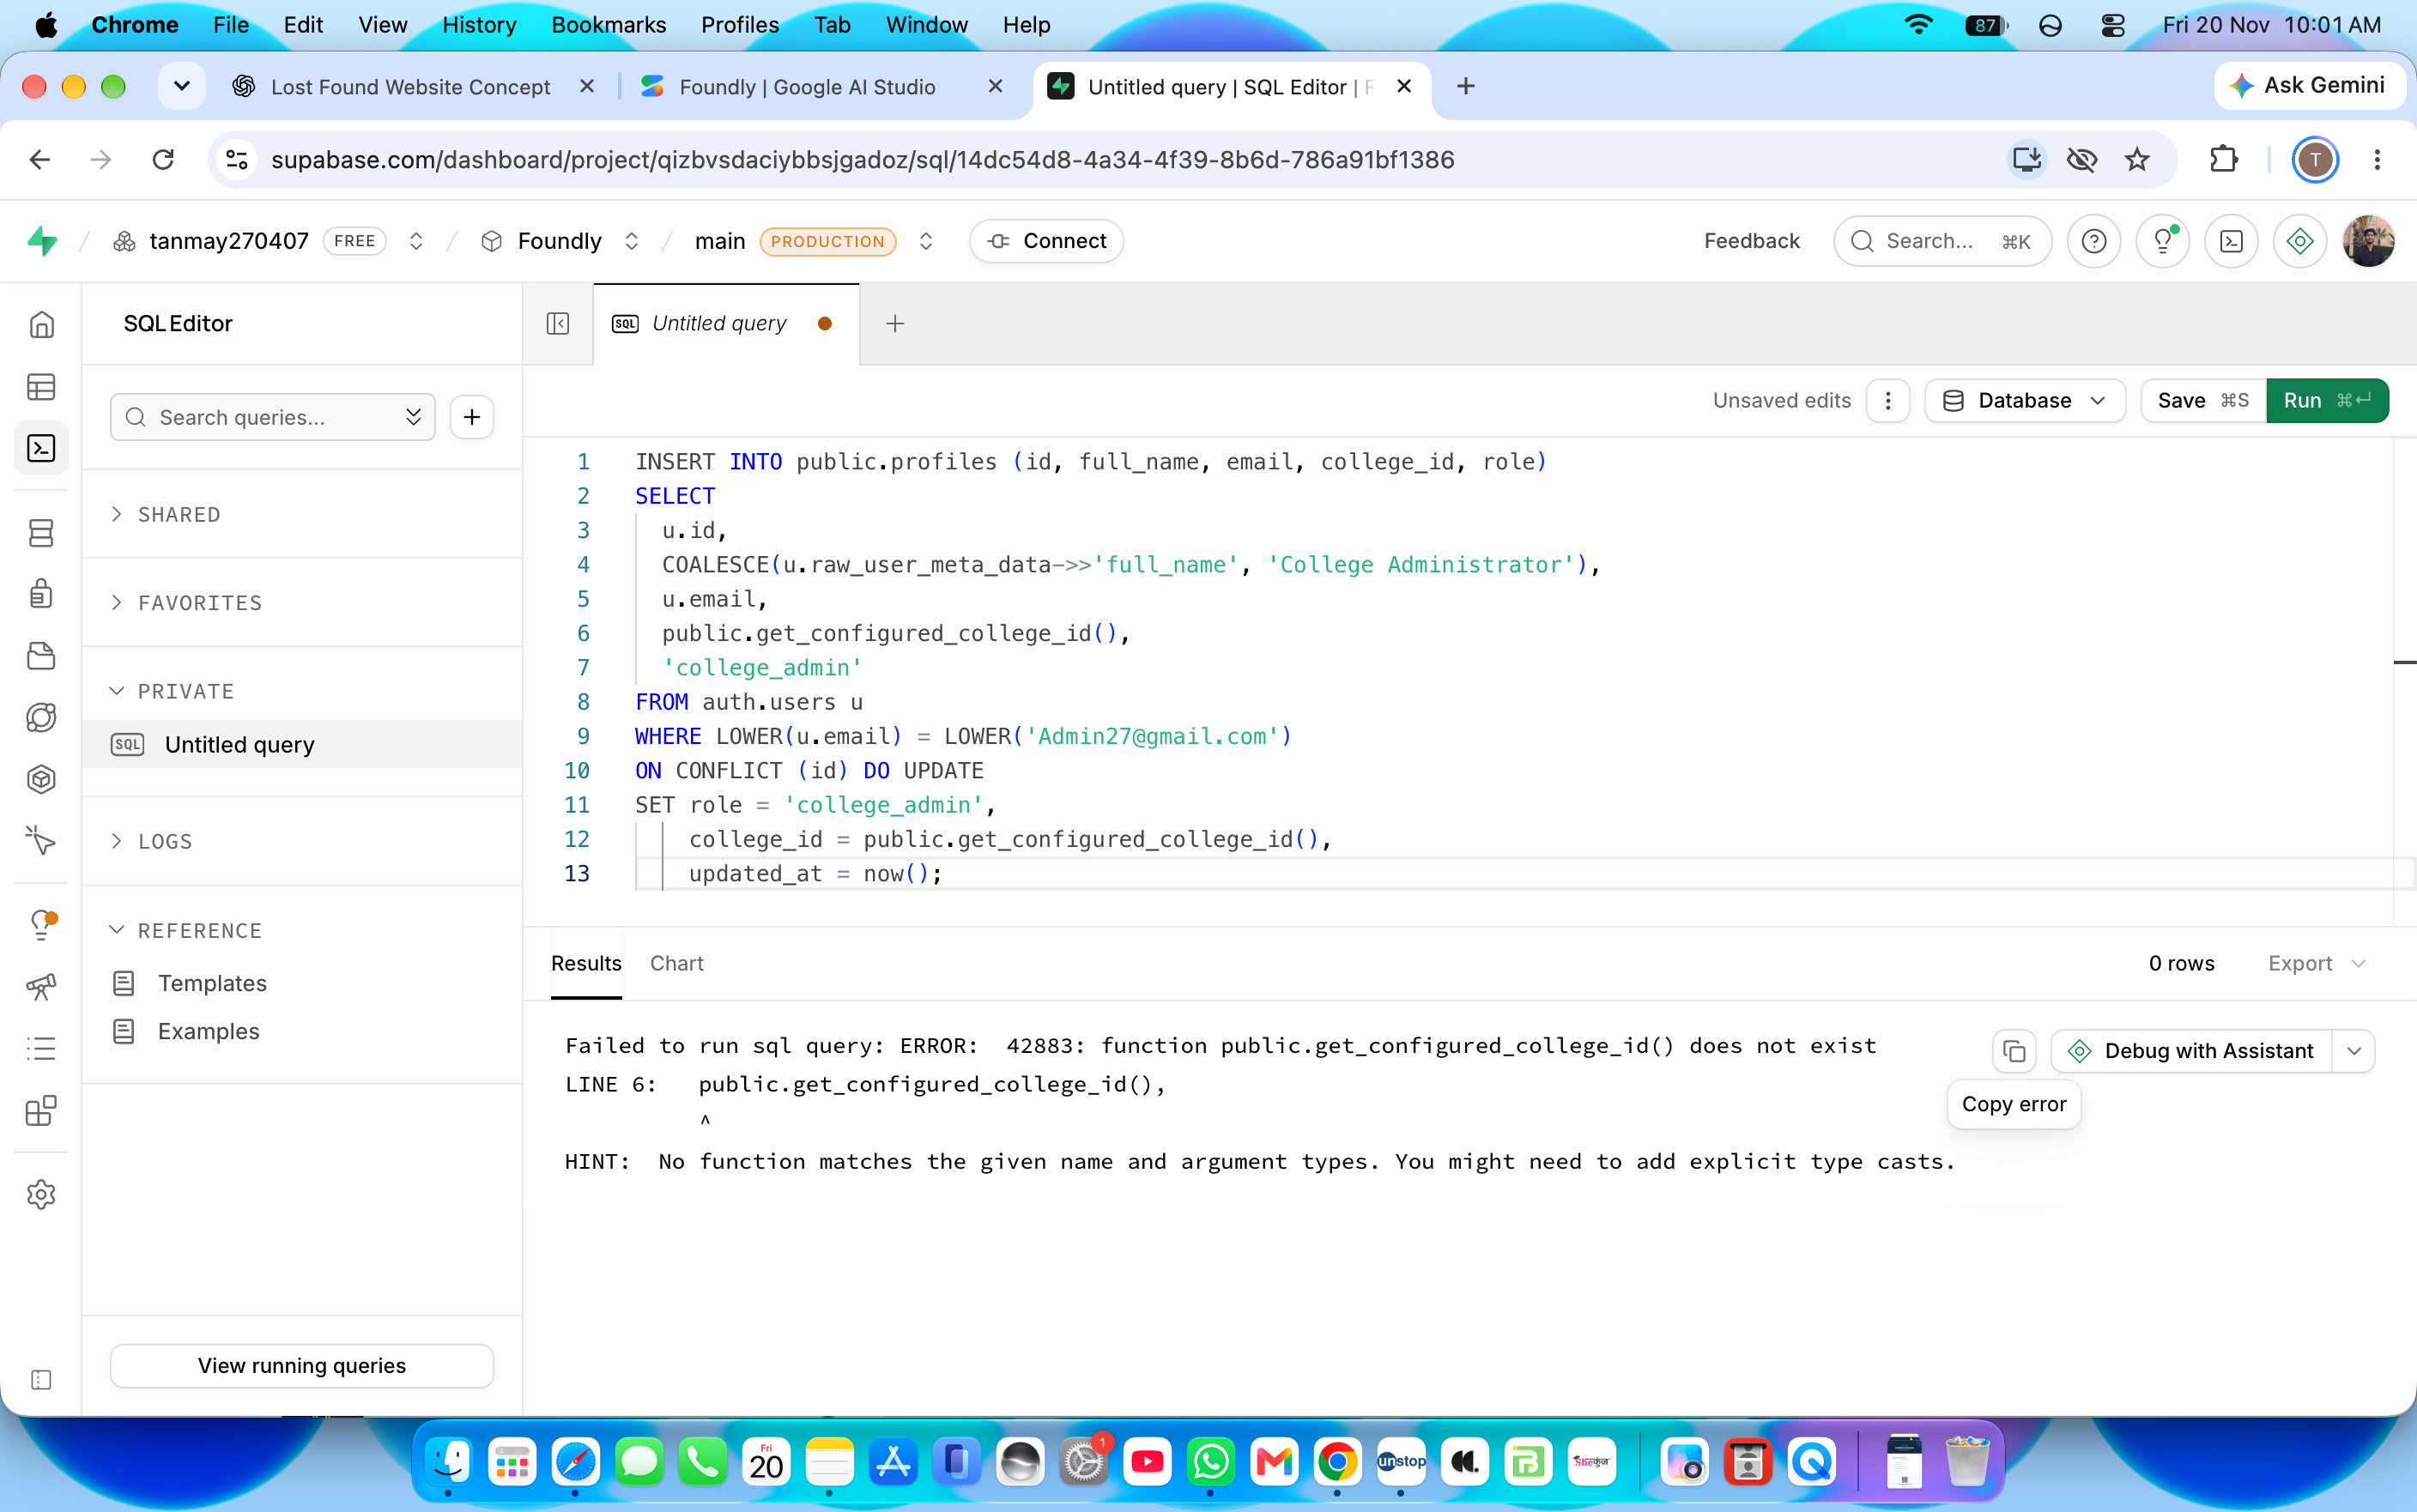 Chrome File Edit View History Bookmarks Profiles Tab Window Help 87 Fri 20 Nov 10:01 AM
Lost Found Website Concept Foundly | Google AI Studio Untitled query | SQL Editor | F Ask Gemini
supabase.com/dashboard/project/qizbvsdaciybbsjgadoz/sql/14dc54d8-4a34-4f39-8b6d-786a91bf1386 T
/ tanmay270407 FREE / Foundly / main PRODUCTION Connect Feedback Search... ⌘K
SQL Editor
SQL Untitled query
Unsaved edits Database Save ⌘S Run ⌘↵
Search queries...
SHARED
FAVORITES
PRIVATE
SQL Untitled query
LOGS
REFERENCE
Templates
Examples
View running queries
1 INSERT INTO public.profiles (id, full_name, email, college_id, role)
2 SELECT
3 u.id,
4 COALESCE(u.raw_user_meta_data->>'full_name', 'College Administrator'),
5 u.email,
6 public.get_configured_college_id(),
7 'college_admin'
8 FROM auth.users u
9 WHERE LOWER(u.email) = LOWER('Admin27@gmail.com')
10 ON CONFLICT (id) DO UPDATE
11 SET role = 'college_admin',
12 college_id = public.get_configured_college_id(),
13 updated_at = now();
Results Chart 0 rows Export
Failed to run sql query: ERROR: 42883: function public.get_configured_college_id() does not exist
LINE 6: public.get_configured_college_id(),
^
HINT: No function matches the given name and argument types. You might need to add explicit type casts.
Debug with Assistant
Copy error
Fri
20
1
unstop